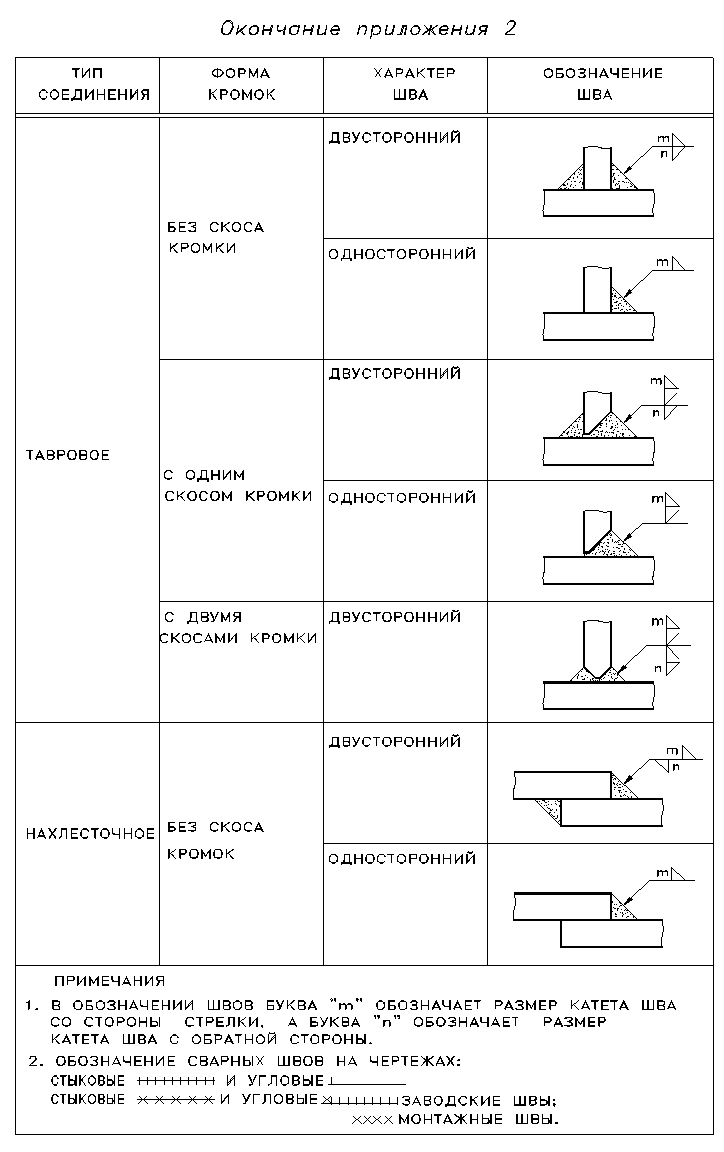 Окончание приложения 2
ТИП СОЕДИНЕНИЯ
ФОРМА КРОМОК
ХАРАКТЕР ШВА
ОБОЗНАЧЕНИЕ ШВА
ТАВРОВОЕ
БЕЗ СКОСА
КРОМКИ
ДВУСТОРОННИЙ
m
n
ОДНОСТОРОННИЙ
m
С ОДНИМ
СКОСОМ КРОМКИ
ДВУСТОРОННИЙ
m
n
ОДНОСТОРОННИЙ
m
С ДВУМЯ
СКОСАМИ КРОМКИ
ДВУСТОРОННИЙ
m
n
НАХЛЕСТОЧНОЕ
БЕЗ СКОСА
КРОМОК
ДВУСТОРОННИЙ
m
n
ОДНОСТОРОННИЙ
m
ПРИМЕЧАНИЯ
1. В ОБОЗНАЧЕНИИ ШВОВ БУКВА "m" ОБОЗНАЧАЕТ РАЗМЕР КАТЕТА ШВА
СО СТОРОНЫ СТРЕЛКИ, А БУКВА "n" ОБОЗНАЧАЕТ РАЗМЕР
КАТЕТА ШВА С ОБРАТНОЙ СТОРОНЫ.
2. ОБОЗНАЧЕНИЕ СВАРНЫХ ШВОВ НА ЧЕРТЕЖАХ:
СТЫКОВЫЕ И УГЛОВЫЕ
СТЫКОВЫЕ И УГЛОВЫЕ ЗАВОДСКИЕ ШВЫ;
xxxx МОНТАЖНЫЕ ШВЫ.